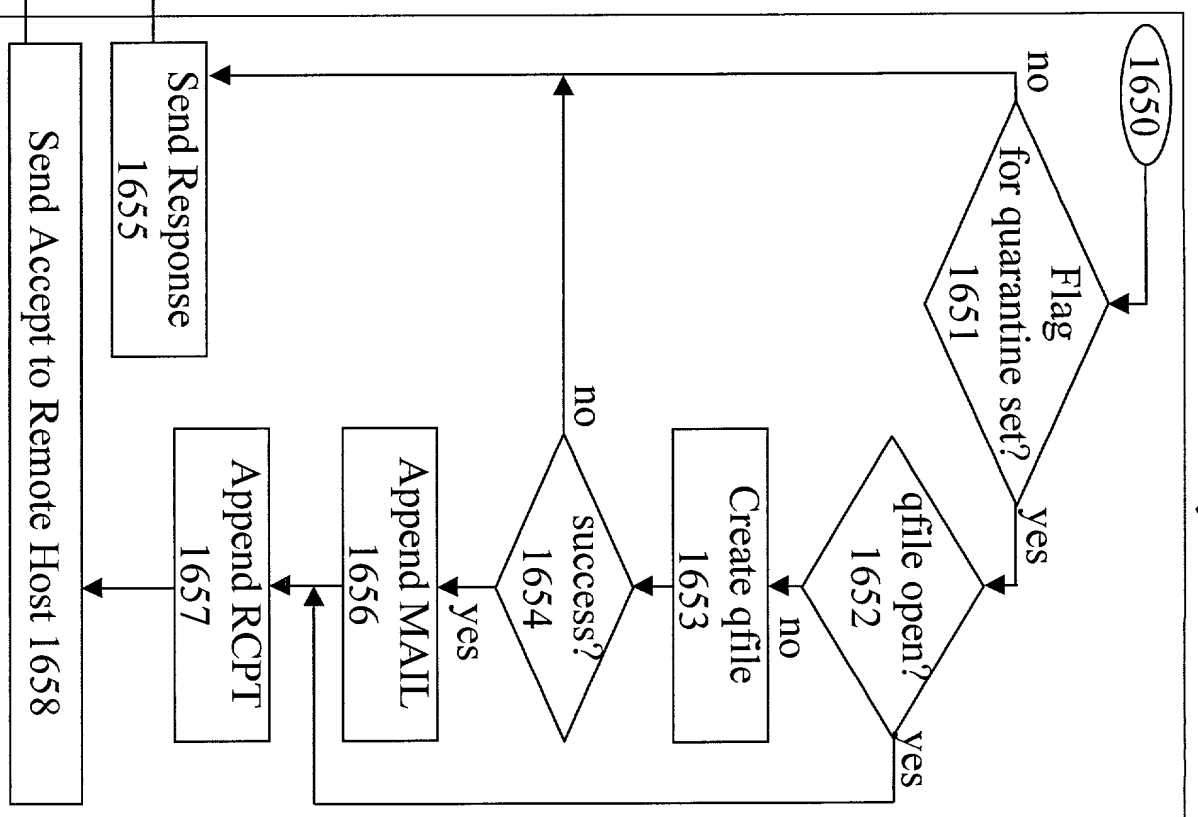 1650
Flag
for quarantine set?
1651
no
yes
qfile open?
1652
no
yes
Create qfile
1653
success?
1654
no
yes
Send Response
1655
Append MAIL
1656
Append RCPT
1657
Send Accept to Remote Host 1658